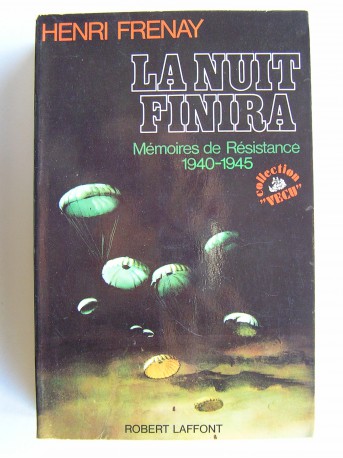 HENRI FRENAY
LA NUIT
FINIRA
Mémoires de Résistance
1940-1945
collection
"VECU"
ROBERT LAFFONT